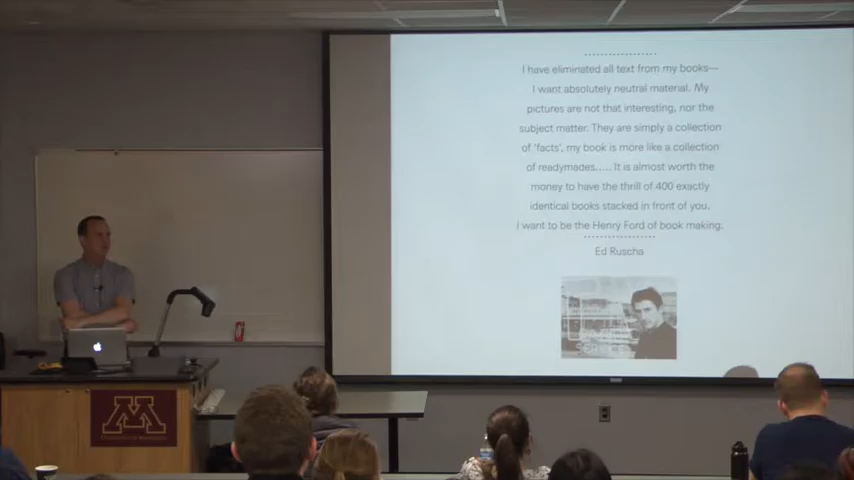 I have eliminated all text from my books—
I want absolutely neutral material. My
pictures are not that interesting, nor the
subject matter. They are simply a collection
of 'facts', my book is more like a collection
of readymades..... It is almost worth the
money to have the thrill of 400 exactly
identical books stacked in front of you.
I want to be the Henry Ford of book making.
Ed Ruscha
M
UNIVERSITY OF MINNESOTA